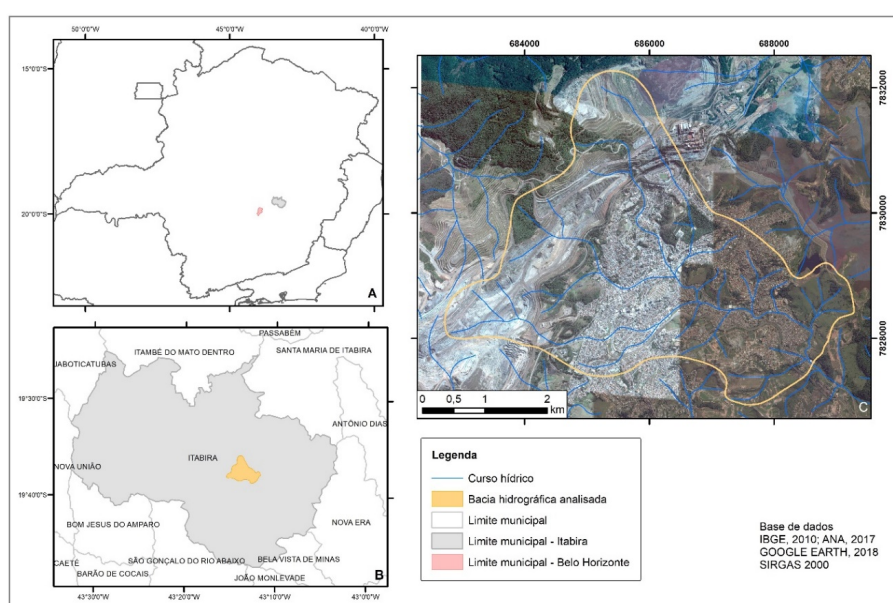 50°0'0"W
45°0'0"W
40°0'0"W
15°0'0"S
20°0'0"S
A
PASSABÉM
ITAMBÉ DO MATO DENTRO
SANTA MARIA DE ITABIRA
JABOTICATUBAS
19°30'0"S
ANTÔNIO DIAS
ITABIRA
NOVA UNIÃO
19°40'0"S
NOVA ERA
BOM JESUS DO AMPARO
CAETÉ
SÃO GONÇALO DO RIO ABAIXO
BELA VISTA DE MINAS
BARÃO DE COCAIS
JOÃO MONLEVADE
B
43°30'0"W
43°20'0"W
43°10'0"W
43°0'0"W
684000
686000
688000
7832000
7830000
7828000
0 0,5 1 2
km
C
Legenda
Curso hídrico
Bacia hidrográfica analisada
Limite municipal
Limite municipal - Itabira
Limite municipal - Belo Horizonte
Base de dados
IBGE, 2010; ANA, 2017
GOOGLE EARTH, 2018
SIRGAS 2000